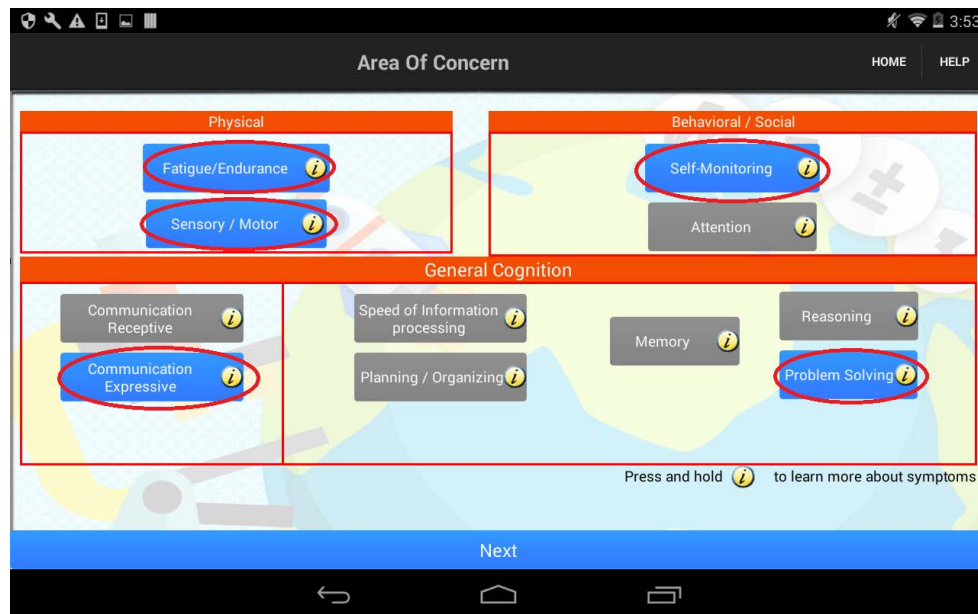 3:53
Area Of Concern
HOME
HELP
Physical
Behavioral / Social
Fatigue/Endurance i
Self-Monitoring i
Sensory / Motor i
Attention i
General Cognition
Communication
Receptive i
Speed of Information
processing i
Memory i
Reasoning i
Communication
Expressive i
Planning / Organizing i
Problem Solving i
Press and hold i to learn more about symptoms
Next